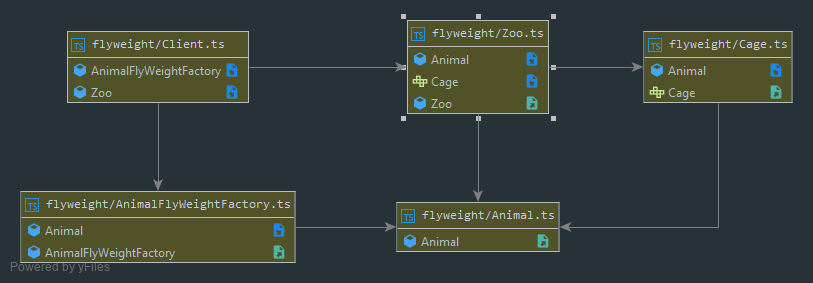 TS flyweight/Client.ts
AnimalFlyWeightFactory
Zoo
TS flyweight/Zoo.ts
Animal
Cage
Zoo
TS flyweight/Cage.ts
Animal
Cage
TS flyweight/AnimalFlyWeightFactory.ts
Animal
AnimalFlyWeightFactory
TS flyweight/Animal.ts
Animal
Powered by yFiles